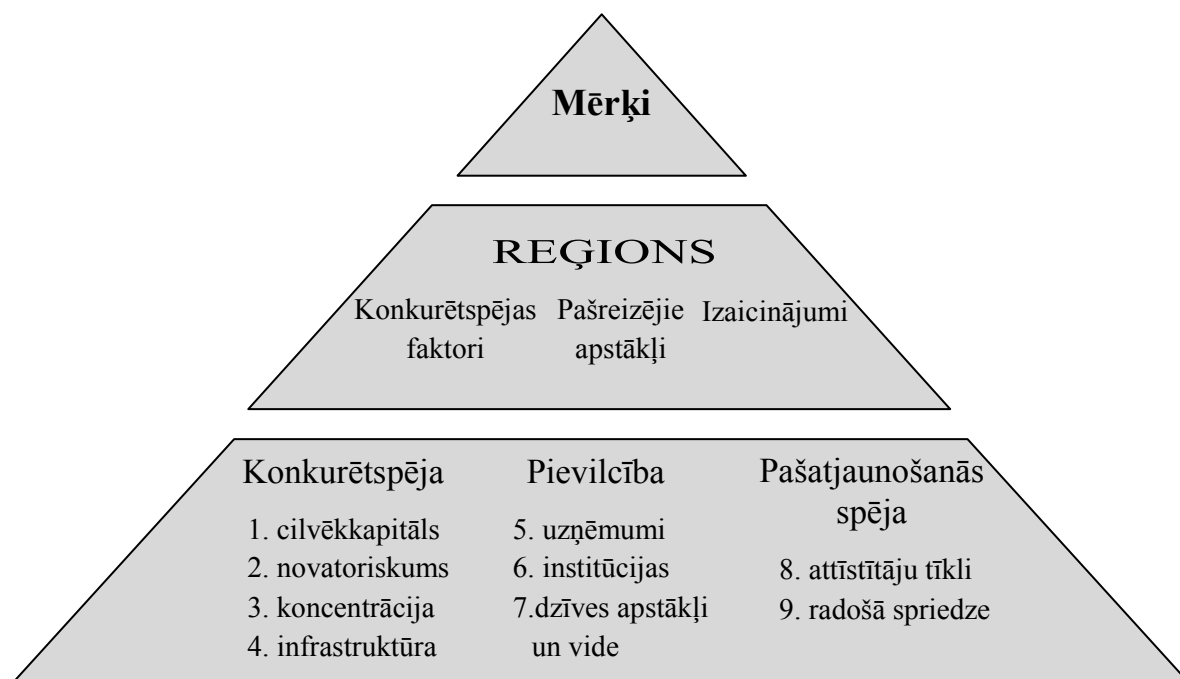 Mērķi
REĢIONS
Konkurētspējas
faktori
Pašreizējie
apstākļi
Izaicinājumi
Konkurētspēja
1. cilvēkkapitāls
2. novatoriskums
3. koncentrācija
4. infrastruktūra
Pievilcība
5. uzņēmumi
6. institūcijas
7.dzīves apstākļi
un vide
Pašatjaunošanās
spēja
8. attīstītāju tīkli
9. radošā spriedze